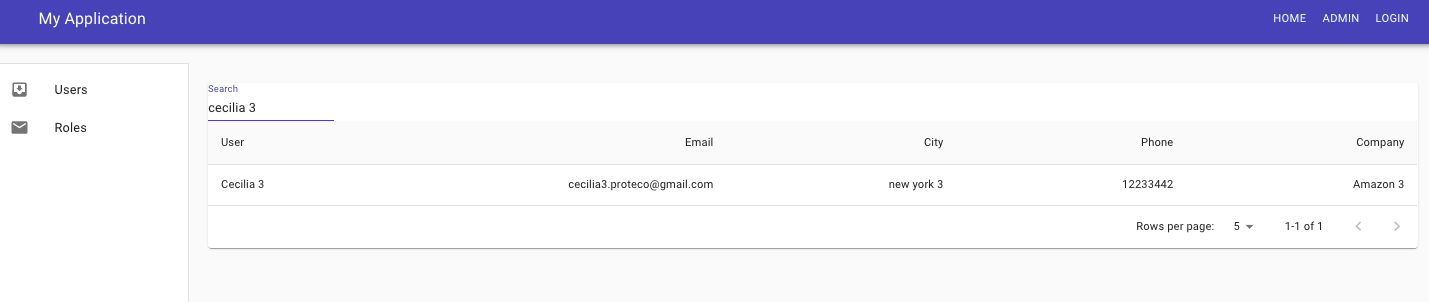 My Application HOME ADMIN LOGIN
Users
Roles
Search
cecilia 3
User Email City Phone Company
Cecilia 3 cecilia3.proteco@gmail.com new york 3 12233442 Amazon 3
Rows per page: 5 1-1 of 1